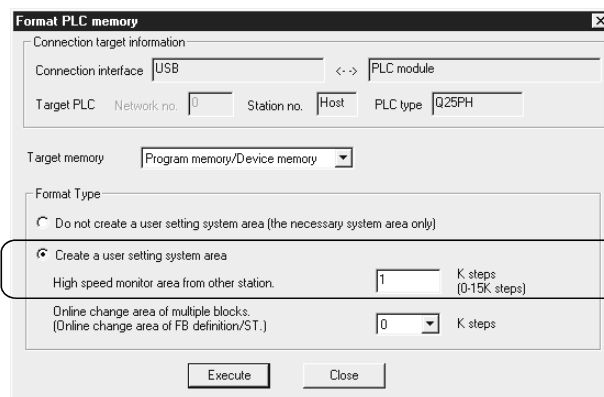 Format PLC memory
Connection target information
Connection interface USB <--> PLC module
Target PLC Network no. 0 Station no. Host PLC type Q25PH
Target memory Program memory/Device memory
Format Type
Do not create a user setting system area (the necessary system area only)
Create a user setting system area
High speed monitor area from other station. 1 K steps
(0-15K steps)
Online change area of multiple blocks.
(Online change area of FB definition/ST.) 0 K steps
Execute Close